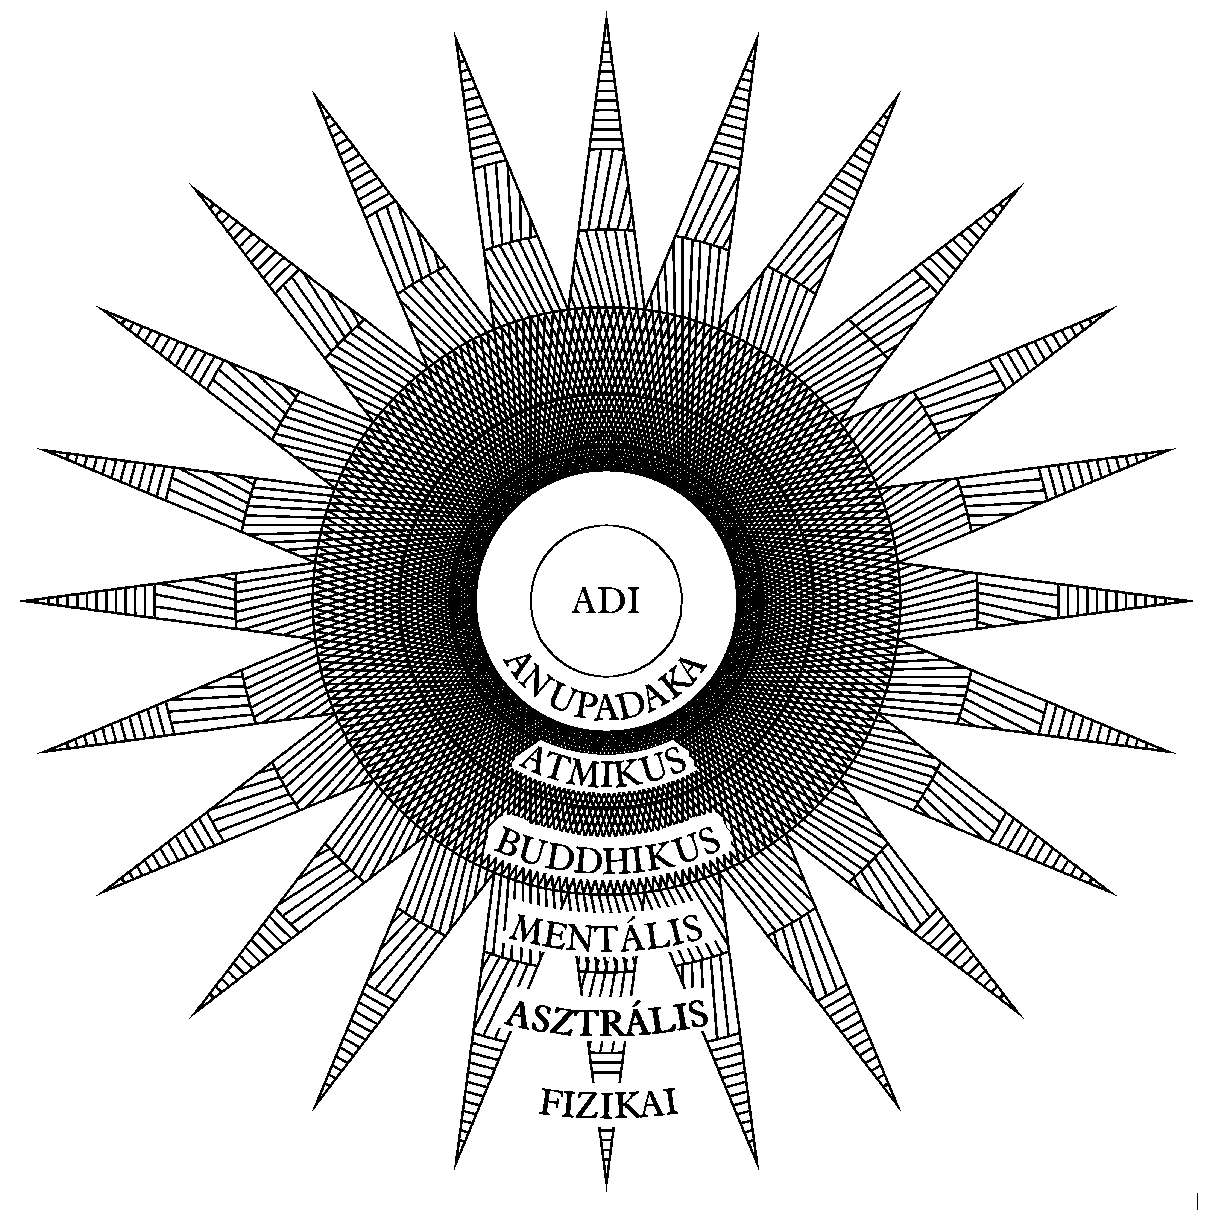 ADI
ANUPADAKA
ATMIKUS
BUDDHIKUS
MENTÁLIS
ASZTRÁLIS
FIZIKAI